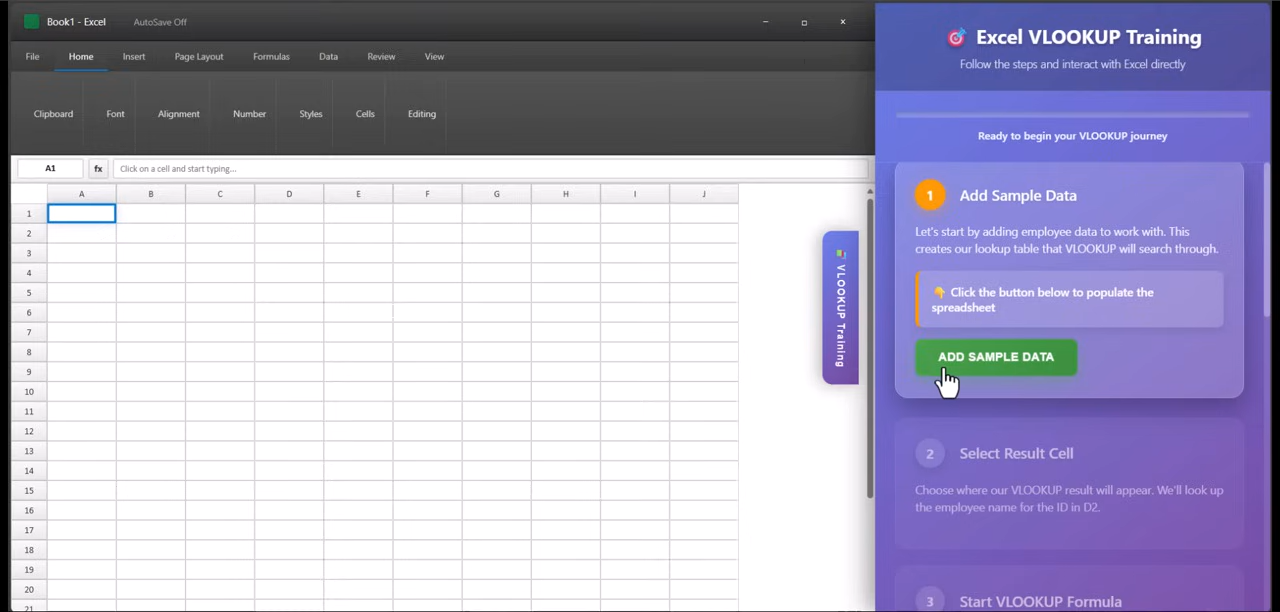 Book1 - Excel AutoSave Off
File Home Insert Page Layout Formulas Data Review View
Clipboard Font Alignment Number Styles Cells Editing
A1 fx Click on a cell and start typing...
A B C D E F G H I J
1
2
3
4
5
6
7
8
9
10
11
12
13
14
15
16
17
18
19
20
21
VLOOKUP Training
🎯 Excel VLOOKUP Training
Follow the steps and interact with Excel directly
Ready to begin your VLOOKUP journey
1 Add Sample Data
Let's start by adding employee data to work with. This
creates our lookup table that VLOOKUP will search through.
👇 Click the button below to populate the
spreadsheet
ADD SAMPLE DATA
2 Select Result Cell
Choose where our VLOOKUP result will appear. We'll look up
the employee name for the ID in D2.
3 Start VLOOKUP Formula